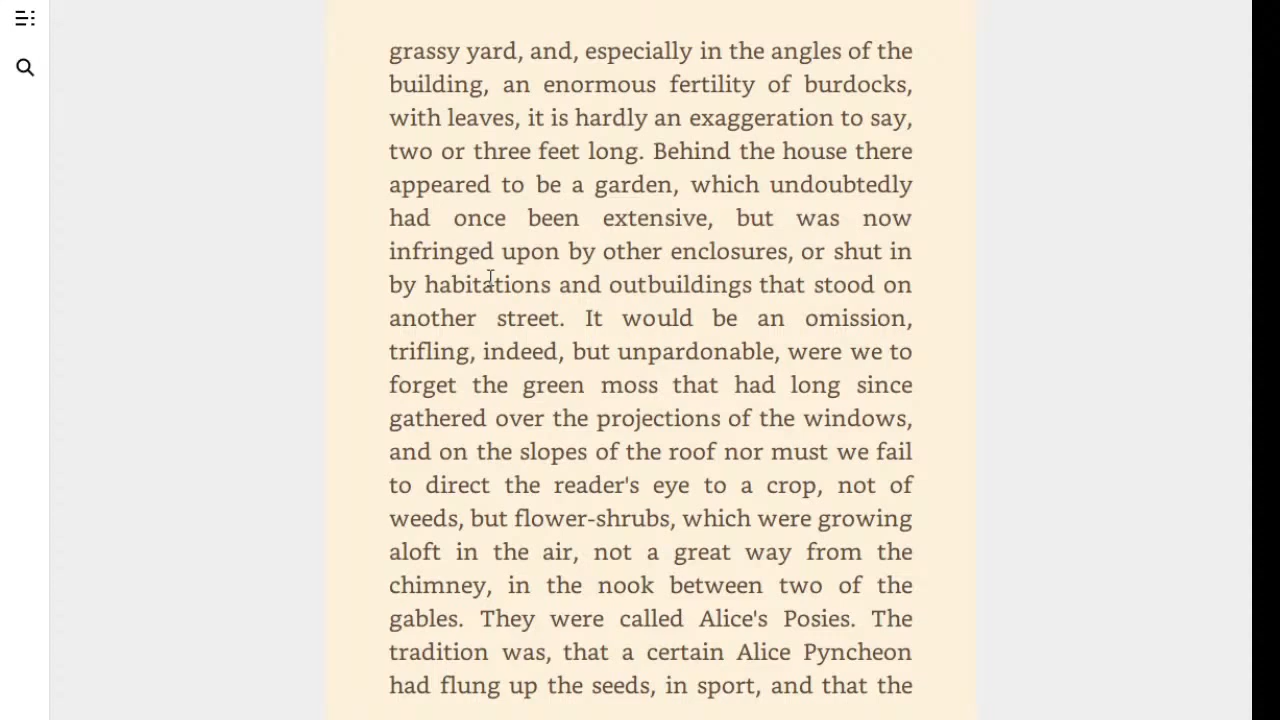 grassy yard, and, especially in the angles of the
building, an enormous fertility of burdocks,
with leaves, it is hardly an exaggeration to say,
two or three feet long. Behind the house there
appeared to be a garden, which undoubtedly
had once been extensive, but was now
infringed upon by other enclosures, or shut in
by habitations and outbuildings that stood on
another street. It would be an omission,
trifling, indeed, but unpardonable, were we to
forget the green moss that had long since
gathered over the projections of the windows,
and on the slopes of the roof nor must we fail
to direct the reader's eye to a crop, not of
weeds, but flower-shrubs, which were growing
aloft in the air, not a great way from the
chimney, in the nook between two of the
gables. They were called Alice's Posies. The
tradition was, that a certain Alice Pyncheon
had flung up the seeds, in sport, and that the